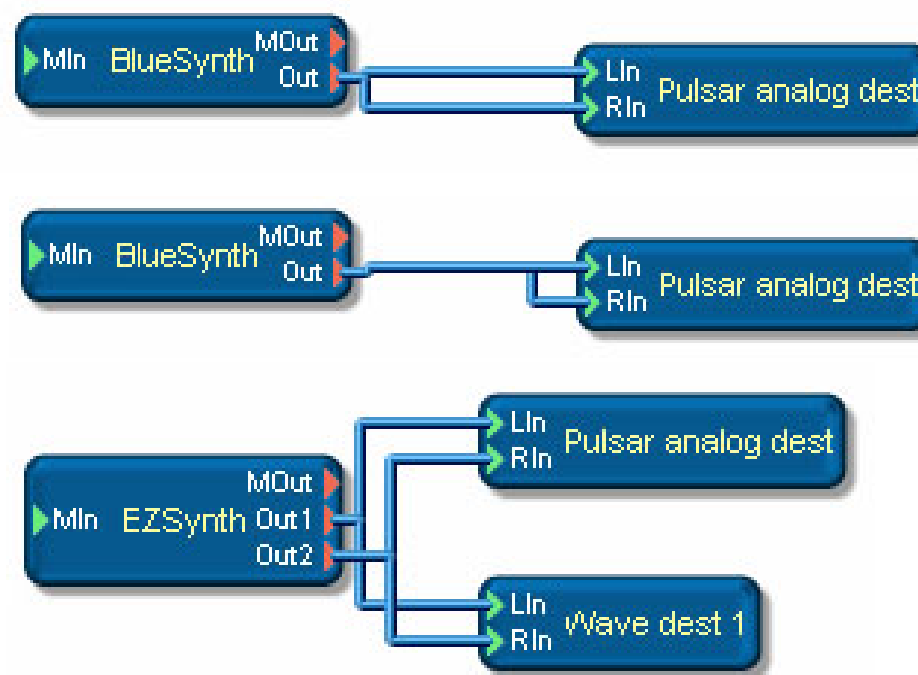 MIn BlueSynth MOut
Out
LIn
RIn Pulsar analog dest
MIn BlueSynth MOut
Out
LIn
RIn Pulsar analog dest
MIn EZSynth MOut
Out1
Out2
LIn
RIn Pulsar analog dest
LIn
RIn Wave dest 1